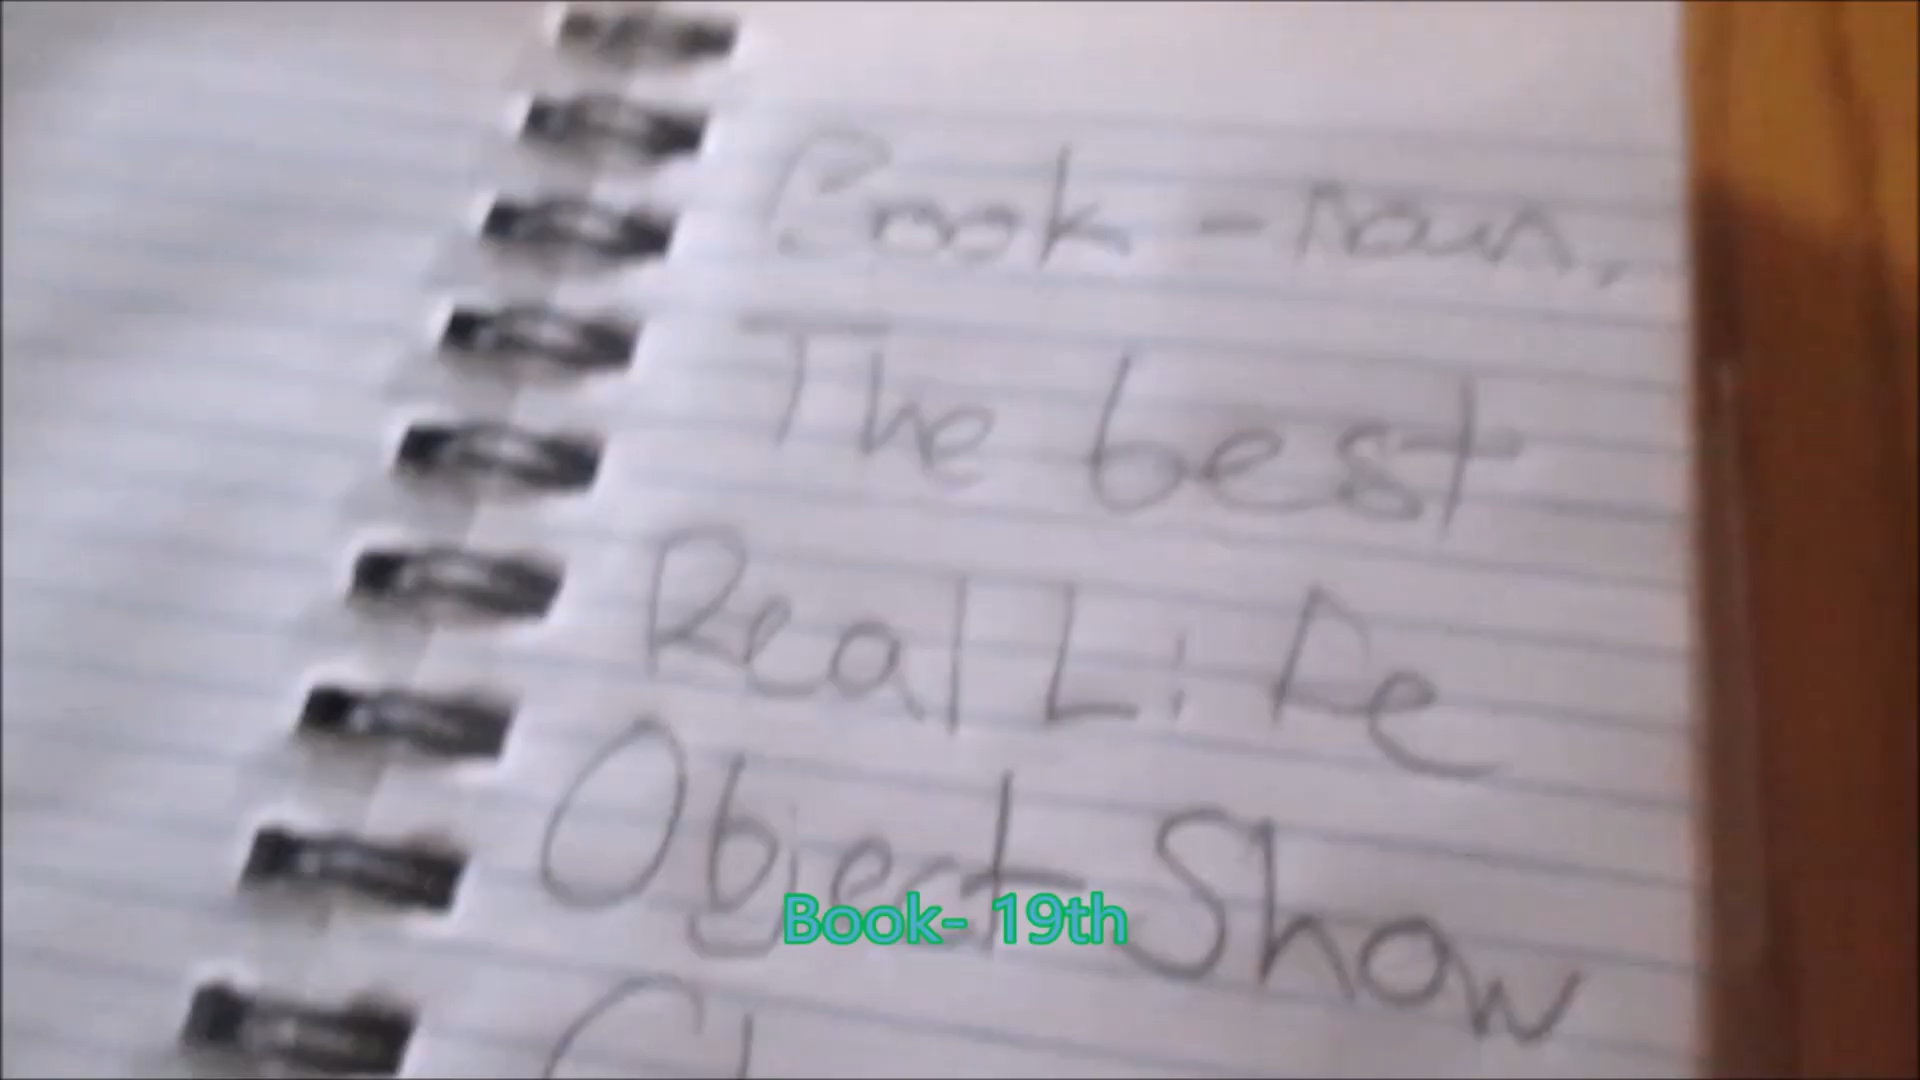 Book - noun,
The best
Real Life
Object Show
Book- 19th